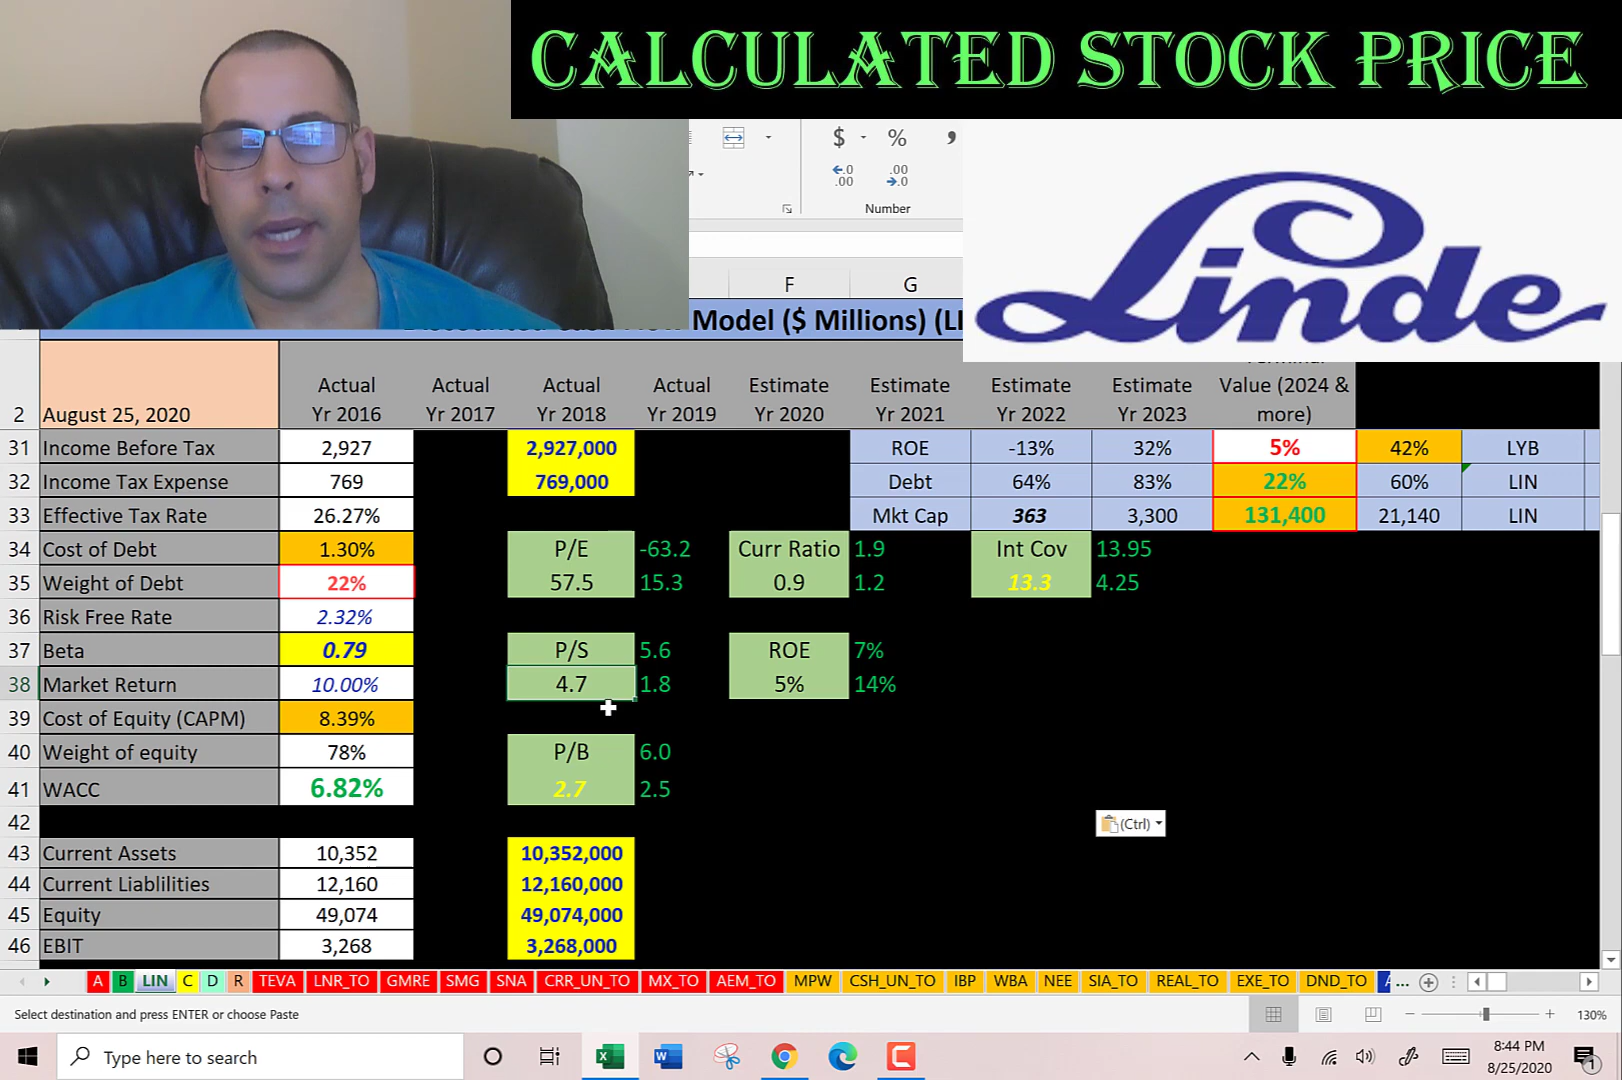 CALCULATED STOCK PRICE
$ % ,
←.0 .00
.00 →.0
Number
Linde
F G
Model ($ Millions) (LI
2 August 25, 2020 Actual Yr 2016 Actual Yr 2017 Actual Yr 2018 Actual Yr 2019 Estimate Yr 2020 Estimate Yr 2021 Estimate Yr 2022 Estimate Yr 2023 Value (2024 & more)
31 Income Before Tax 2,927 2,927,000 ROE -13% 32% 5% 42% LYB
32 Income Tax Expense 769 769,000 Debt 64% 83% 22% 60% LIN
33 Effective Tax Rate 26.27% Mkt Cap 363 3,300 131,400 21,140 LIN
34 Cost of Debt 1.30% P/E -63.2 Curr Ratio 1.9 Int Cov 13.95
35 Weight of Debt 22% 57.5 15.3 0.9 1.2 13.3 4.25
36 Risk Free Rate 2.32%
37 Beta 0.79 P/S 5.6 ROE 7%
38 Market Return 10.00% 4.7 1.8 5% 14%
39 Cost of Equity (CAPM) 8.39%
40 Weight of equity 78% P/B 6.0
41 WACC 6.82% 2.7 2.5
42
(Ctrl)
43 Current Assets 10,352 10,352,000
44 Current Liablilities 12,160 12,160,000
45 Equity 49,074 49,074,000
46 EBIT 3,268 3,268,000
A B LIN C D R TEVA LNR_TO GMRE SMG SNA CRR_UN_TO MX_TO AEM_TO MPW CSH_UN_TO IBP WBA NEE SIA_TO REAL_TO EXE_TO DND_TO ...
Select destination and press ENTER or choose Paste
130%
Type here to search
8:44 PM
8/25/2020
1